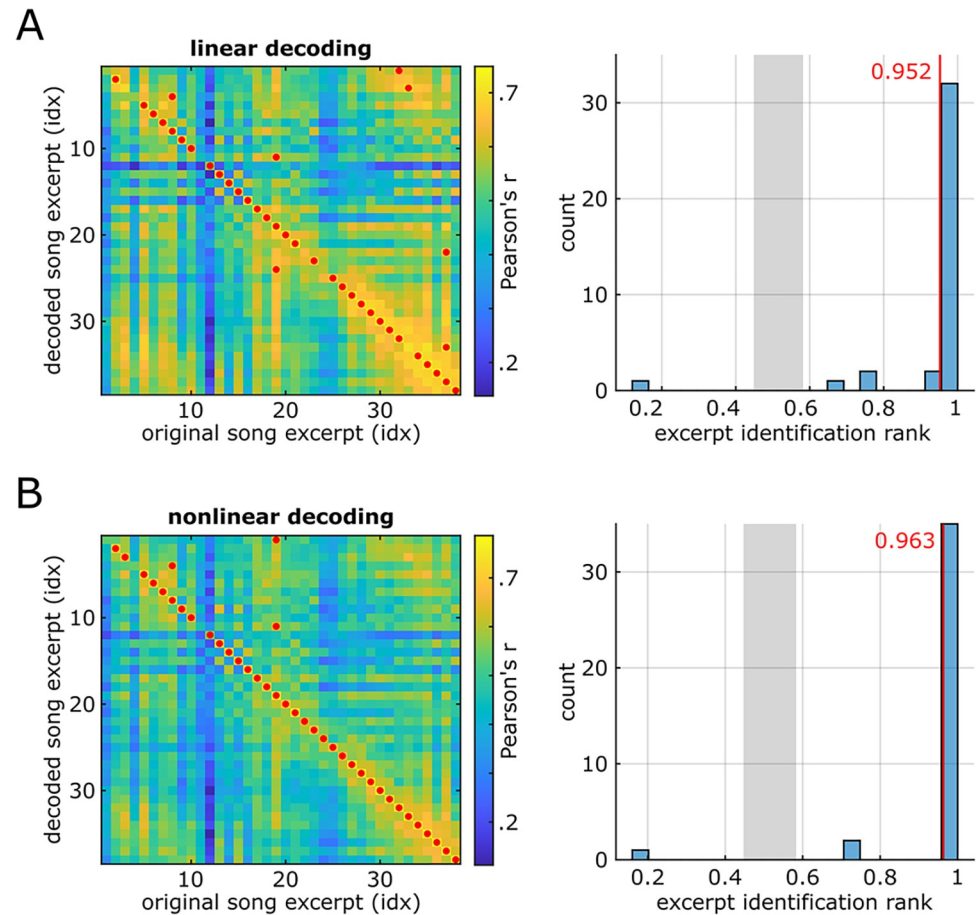 A
linear decoding
decoded song excerpt (idx)
10
20
30
10
20
30
original song excerpt (idx)
.7
.2
Pearson's r
0.952
count
30
20
10
0
0.2
0.4
0.6
0.8
1
excerpt identification rank
B
nonlinear decoding
decoded song excerpt (idx)
10
20
30
10
20
30
original song excerpt (idx)
.7
.2
Pearson's r
0.963
count
30
20
10
0
0.2
0.4
0.6
0.8
1
excerpt identification rank